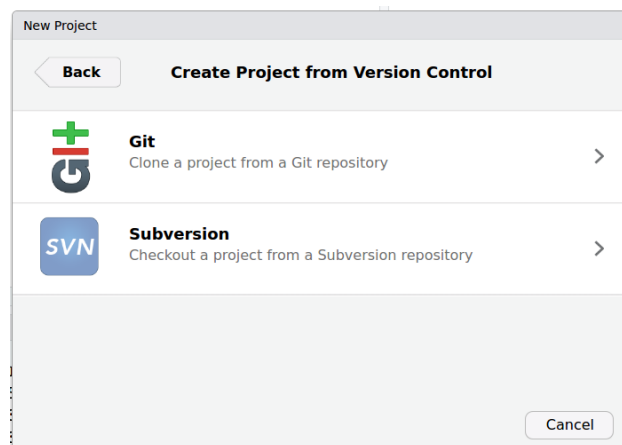 New Project
Back
Create Project from Version Control
Git
Git
Clone a project from a Git repository
SVN
Subversion
Checkout a project from a Subversion repository
Cancel